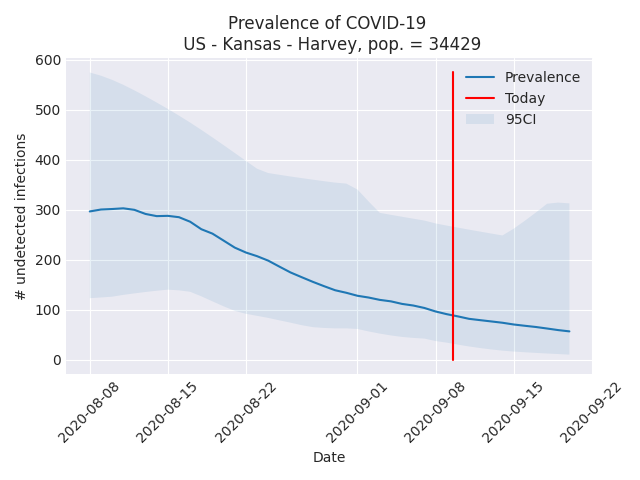 Prevalence of COVID-19
US - Kansas - Harvey, pop. = 34429
600
500
400
300
200
100
0
# undetected infections
Prevalence
Today
95CI
2020-08-08
2020-08-15
2020-08-22
2020-09-01
2020-09-08
2020-09-15
2020-09-22
Date